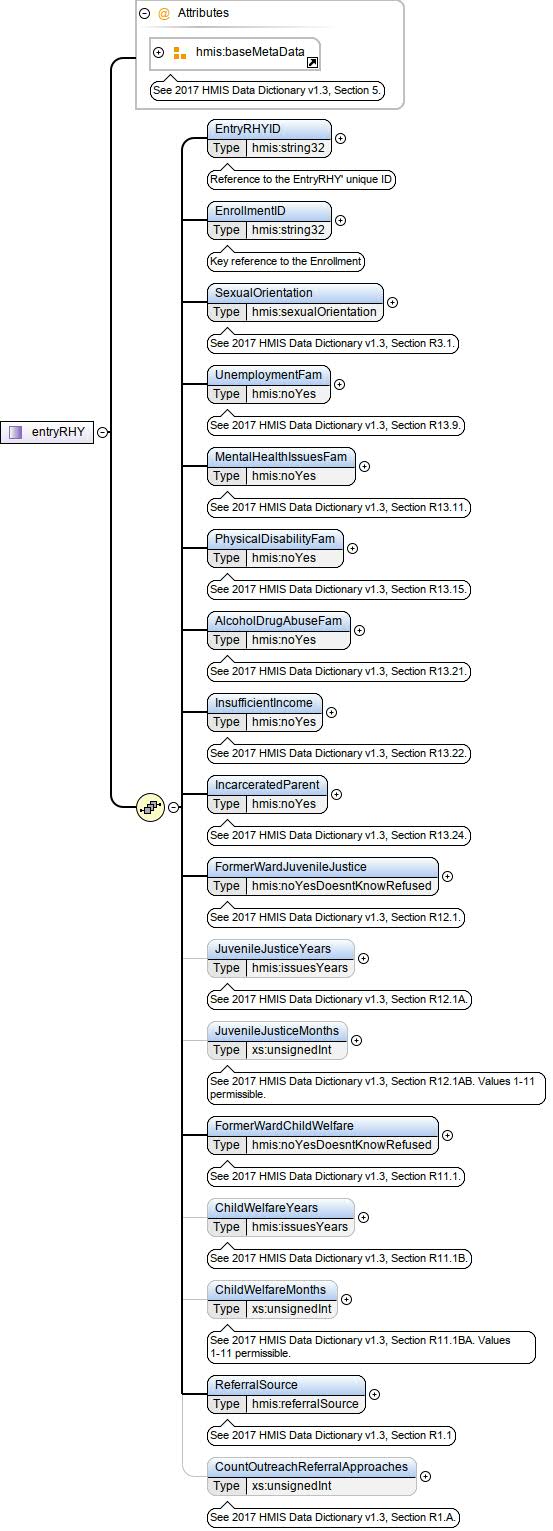 @ Attributes
hmis:baseMetaData
See 2017 HMIS Data Dictionary v1.3, Section 5.
EntryRHYID
Type hmis:string32
Reference to the EntryRHY' unique ID
EnrollmentID
Type hmis:string32
Key reference to the Enrollment
SexualOrientation
Type hmis:sexualOrientation
See 2017 HMIS Data Dictionary v1.3, Section R3.1.
UnemploymentFam
Type hmis:noYes
See 2017 HMIS Data Dictionary v1.3, Section R13.9.
entryRHY
MentalHealthIssuesFam
Type hmis:noYes
See 2017 HMIS Data Dictionary v1.3, Section R13.11.
PhysicalDisabilityFam
Type hmis:noYes
See 2017 HMIS Data Dictionary v1.3, Section R13.15.
AlcoholDrugAbuseFam
Type hmis:noYes
See 2017 HMIS Data Dictionary v1.3, Section R13.21.
InsufficientIncome
Type hmis:noYes
See 2017 HMIS Data Dictionary v1.3, Section R13.22.
IncarceratedParent
Type hmis:noYes
See 2017 HMIS Data Dictionary v1.3, Section R13.24.
FormerWardJuvenileJustice
Type hmis:noYesDoesntKnowRefused
See 2017 HMIS Data Dictionary v1.3, Section R12.1.
JuvenileJusticeYears
Type hmis:issuesYears
See 2017 HMIS Data Dictionary v1.3, Section R12.1A.
JuvenileJusticeMonths
Type xs:unsignedInt
See 2017 HMIS Data Dictionary v1.3, Section R12.1AB. Values 1-11
permissible.
FormerWardChildWelfare
Type hmis:noYesDoesntKnowRefused
See 2017 HMIS Data Dictionary v1.3, Section R11.1.
ChildWelfareYears
Type hmis:issuesYears
See 2017 HMIS Data Dictionary v1.3, Section R11.1B.
ChildWelfareMonths
Type xs:unsignedInt
See 2017 HMIS Data Dictionary v1.3, Section R11.1BA. Values
1-11 permissible.
ReferralSource
Type hmis:referralSource
See 2017 HMIS Data Dictionary v1.3, Section R1.1
CountOutreachReferralApproaches
Type xs:unsignedInt
See 2017 HMIS Data Dictionary v1.3, Section R1.A.